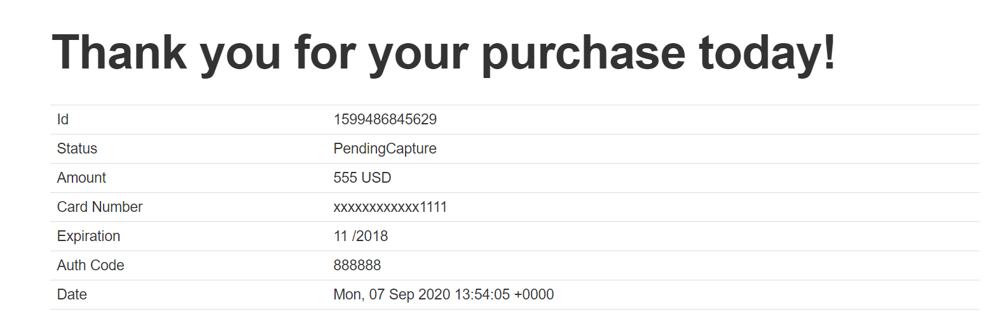 Thank you for your purchase today!
Id 1599486845629
Status PendingCapture
Amount 555 USD
Card Number xxxxxxxxxxxx1111
Expiration 11 /2018
Auth Code 888888
Date Mon, 07 Sep 2020 13:54:05 +0000